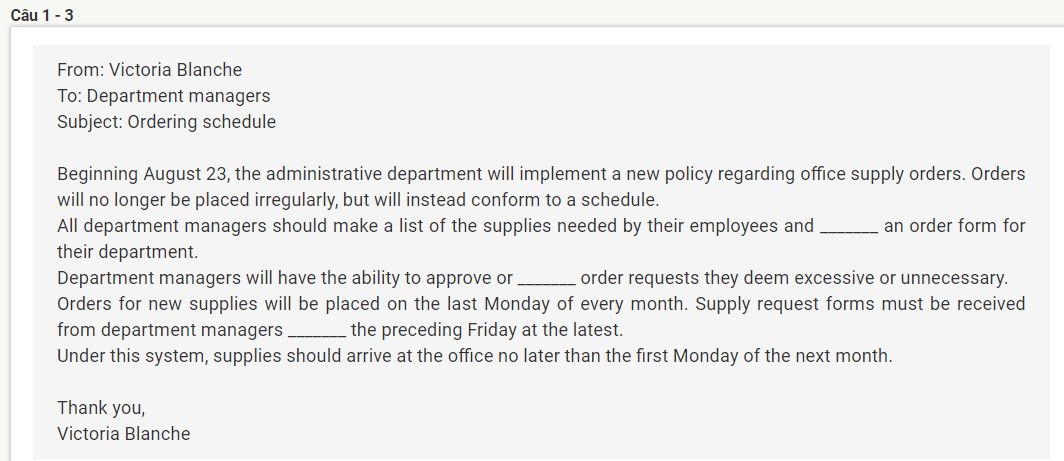 Câu 1 - 3
From: Victoria Blanche
To: Department managers
Subject: Ordering schedule
Beginning August 23, the administrative department will implement a new policy regarding office supply orders. Orders
will no longer be placed irregularly, but will instead conform to a schedule.
All department managers should make a list of the supplies needed by their employees and _______ an order form for
their department.
Department managers will have the ability to approve or _______ order requests they deem excessive or unnecessary.
Orders for new supplies will be placed on the last Monday of every month. Supply request forms must be received
from department managers _______ the preceding Friday at the latest.
Under this system, supplies should arrive at the office no later than the first Monday of the next month.
Thank you,
Victoria Blanche